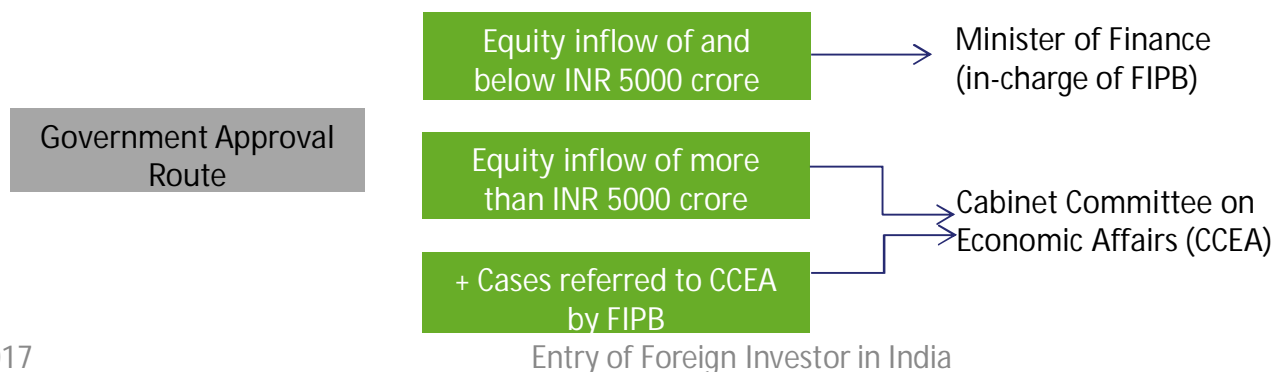 Equity inflow of and
below INR 5000 crore
Minister of Finance
(in-charge of FIPB)
Government Approval
Route
Equity inflow of more
than INR 5000 crore
Cabinet Committee on
Economic Affairs (CCEA)
+ Cases referred to CCEA
by FIPB
17
Entry of Foreign Investor in India